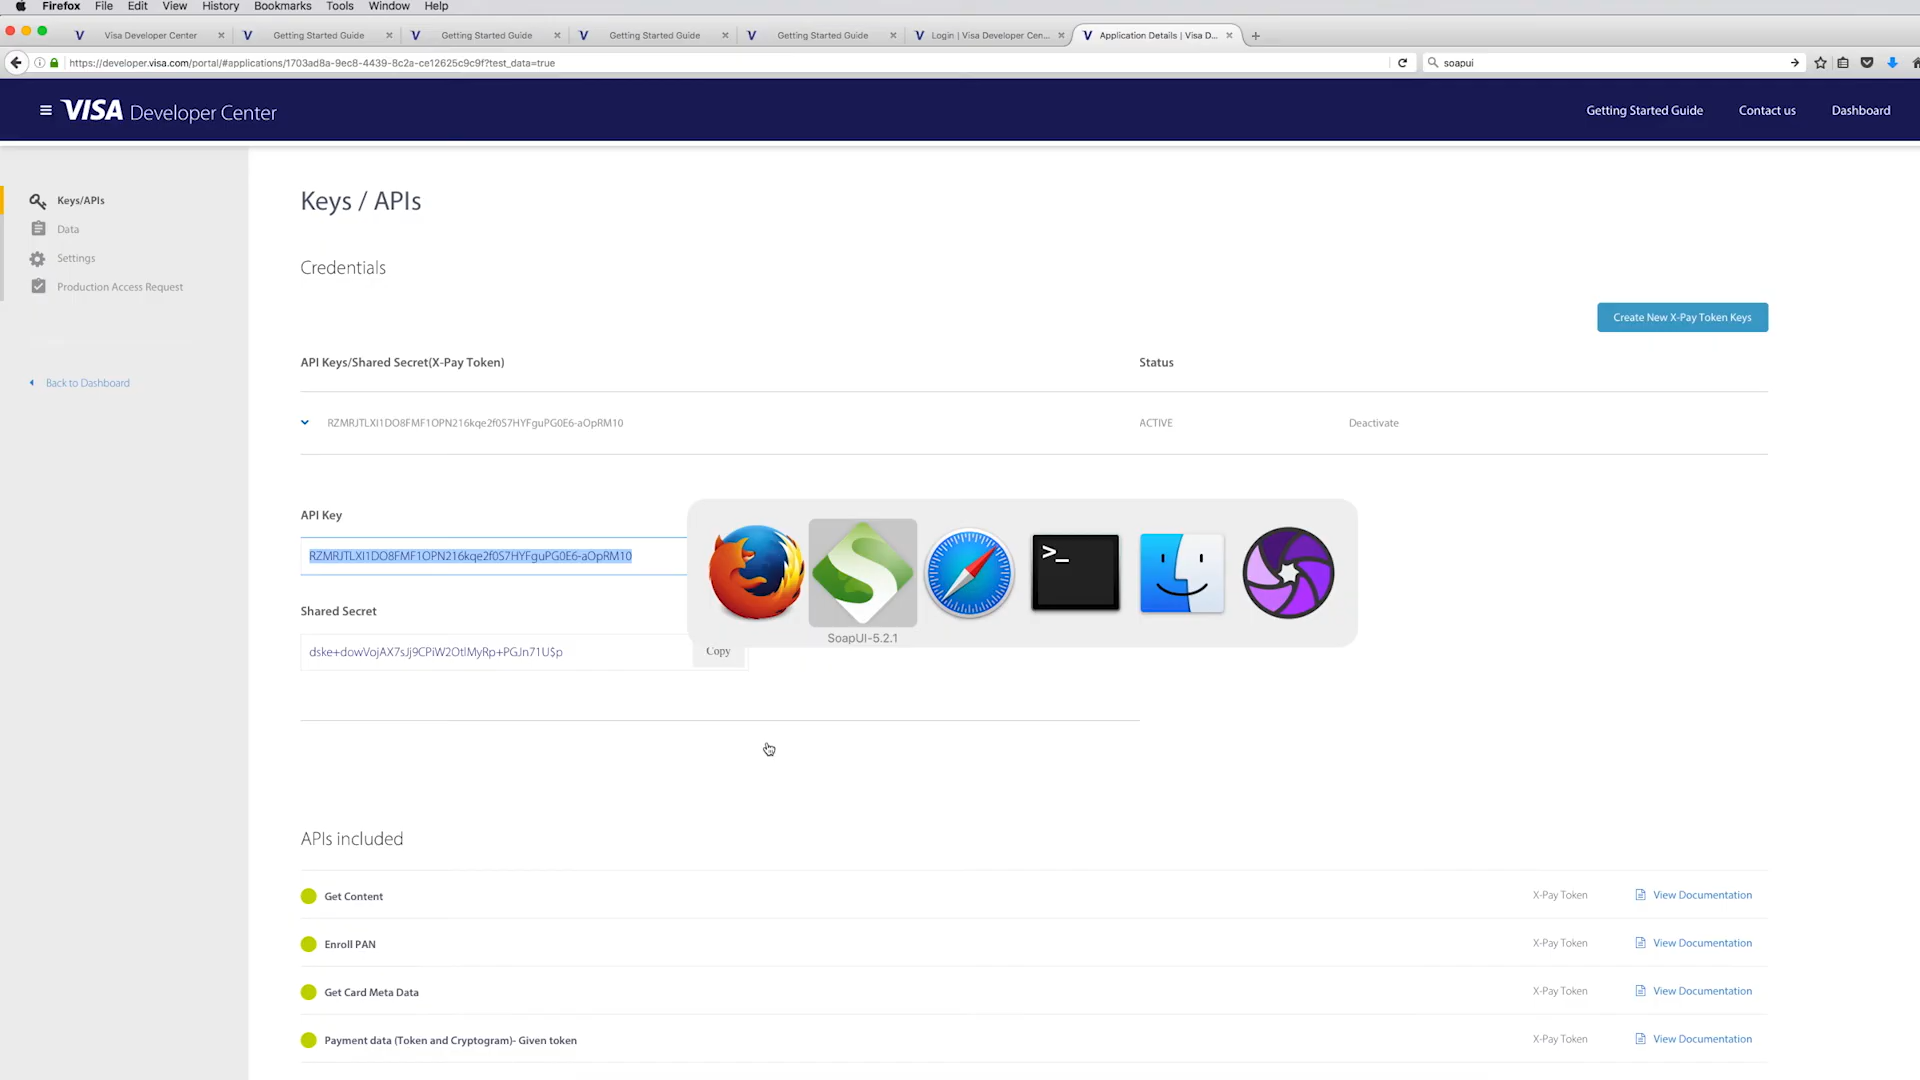 Firefox File Edit View History Bookmarks Tools Window Help
Visa Developer Center Getting Started Guide Getting Started Guide Getting Started Guide Getting Started Guide Login | Visa Developer Cen... Application Details | Visa D...
https://developer.visa.com/portal/#applications/1703ad8a-9ec8-4439-8c2a-ce12625c9c9f?test_data=true
soapui
VISA Developer Center
Getting Started Guide Contact us Dashboard
Keys/APIs
Data
Settings
Production Access Request
Back to Dashboard
Keys / APIs
Credentials
Create New X-Pay Token Keys
API Keys/Shared Secret(X-Pay Token) Status
RZMRJTLXI1DO8FMF1OPN216kqe2f0S7HYFguPG0E6-aOpRM10 ACTIVE Deactivate
API Key
RZMRJTLXI1DO8FMF1OPN216kqe2f0S7HYFguPG0E6-aOpRM10
Shared Secret
dske+dowVojAX7sJj9CPiW2OtlMyRp+PGJn71U$p Copy
SoapUI-5.2.1
APIs included
Get Content X-Pay Token View Documentation
Enroll PAN X-Pay Token View Documentation
Get Card Meta Data X-Pay Token View Documentation
Payment data (Token and Cryptogram)- Given token X-Pay Token View Documentation